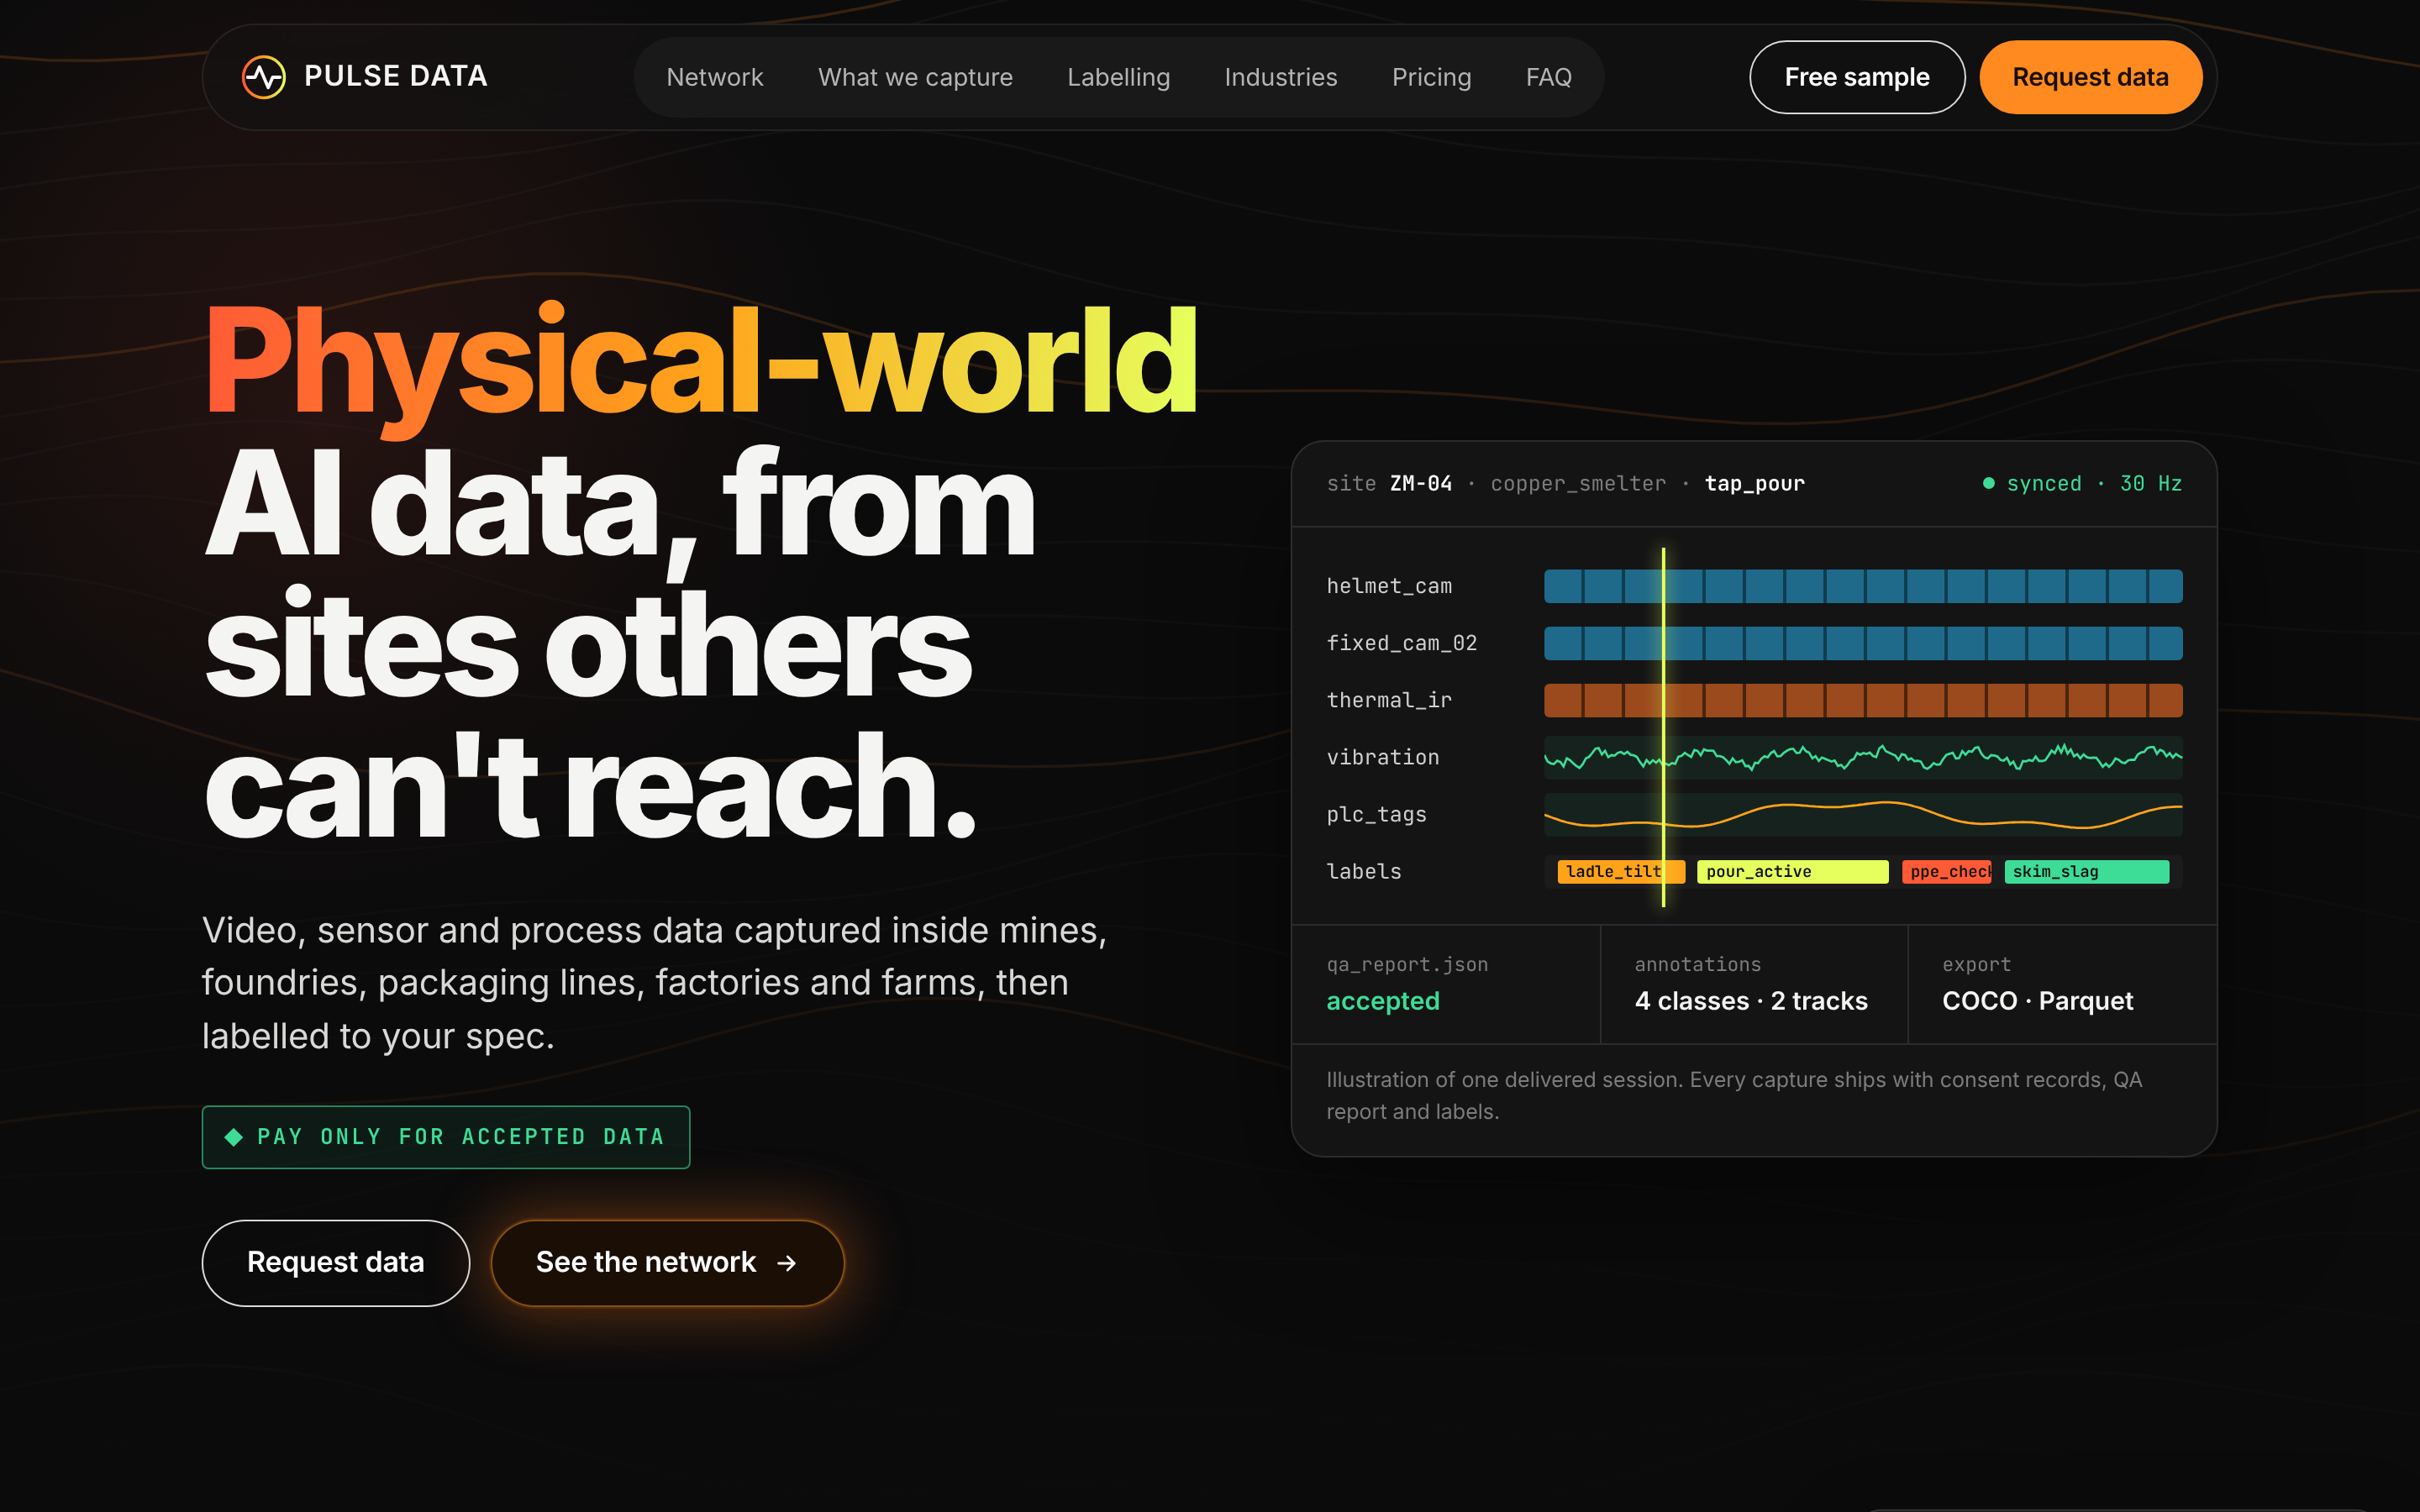 PULSE DATA
Network
What we capture
Labelling
Industries
Pricing
FAQ
Free sample
Request data
Physical-world
AI data, from
sites others
can't reach.
Video, sensor and process data captured inside mines,
foundries, packaging lines, factories and farms, then
labelled to your spec.
◆ PAY ONLY FOR ACCEPTED DATA
Request data
See the network →
site ZM-04 · copper_smelter · tap_pour
synced · 30 Hz
helmet_cam
fixed_cam_02
thermal_ir
vibration
plc_tags
labels
ladle_tilt
pour_active
ppe_check
skim_slag
qa_report.json
accepted
annotations
4 classes · 2 tracks
export
COCO · Parquet
Illustration of one delivered session. Every capture ships with consent records, QA
report and labels.